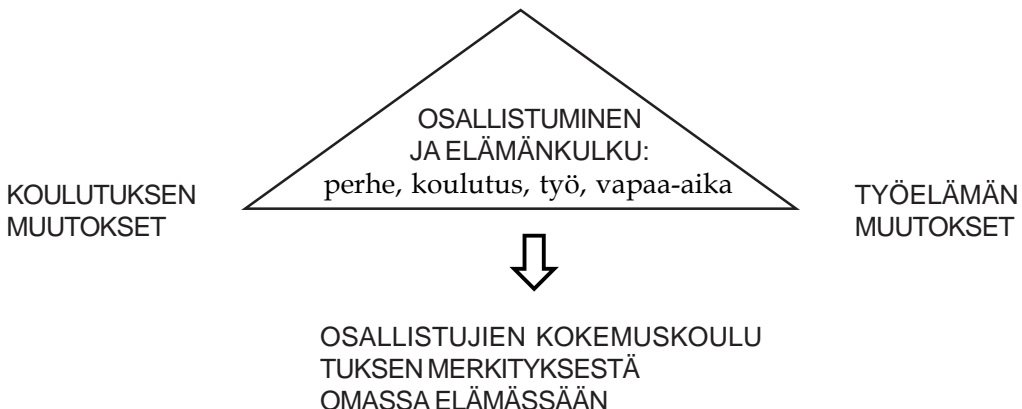 OSALLISTUMINEN
JA ELÄMÄNKULKU:
perhe, koulutus, työ, vapaa-aika
KOULUTUKSEN
MUUTOKSET
TYÖELÄMÄN
MUUTOKSET
OSALLISTUJIEN KOKEMUSKOULU
TUKSEN MERKITYKSESTÄ
OMASSA ELÄMÄSSÄÄN